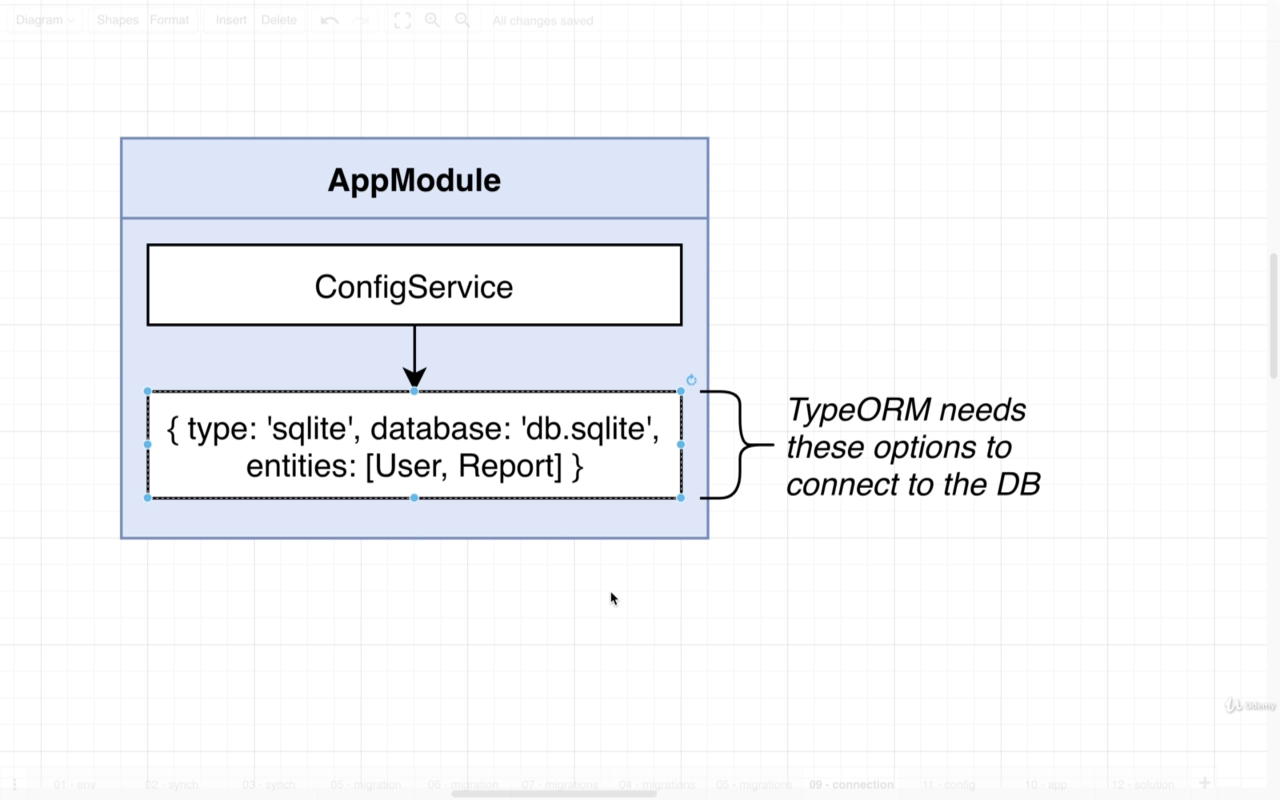 Diagram Shapes Format Insert Delete All changes saved
AppModule
ConfigService
{ type: 'sqlite', database: 'db.sqlite',
entities: [User, Report] }
TypeORM needs
these options to
connect to the DB
Udemy
01 - env 02 - synch 03 - synch 05 - migration 06 - migration 07 - migrations 04 - migrations 05 - migrations 09 - connection 11 - config 10 - app 12 - solution